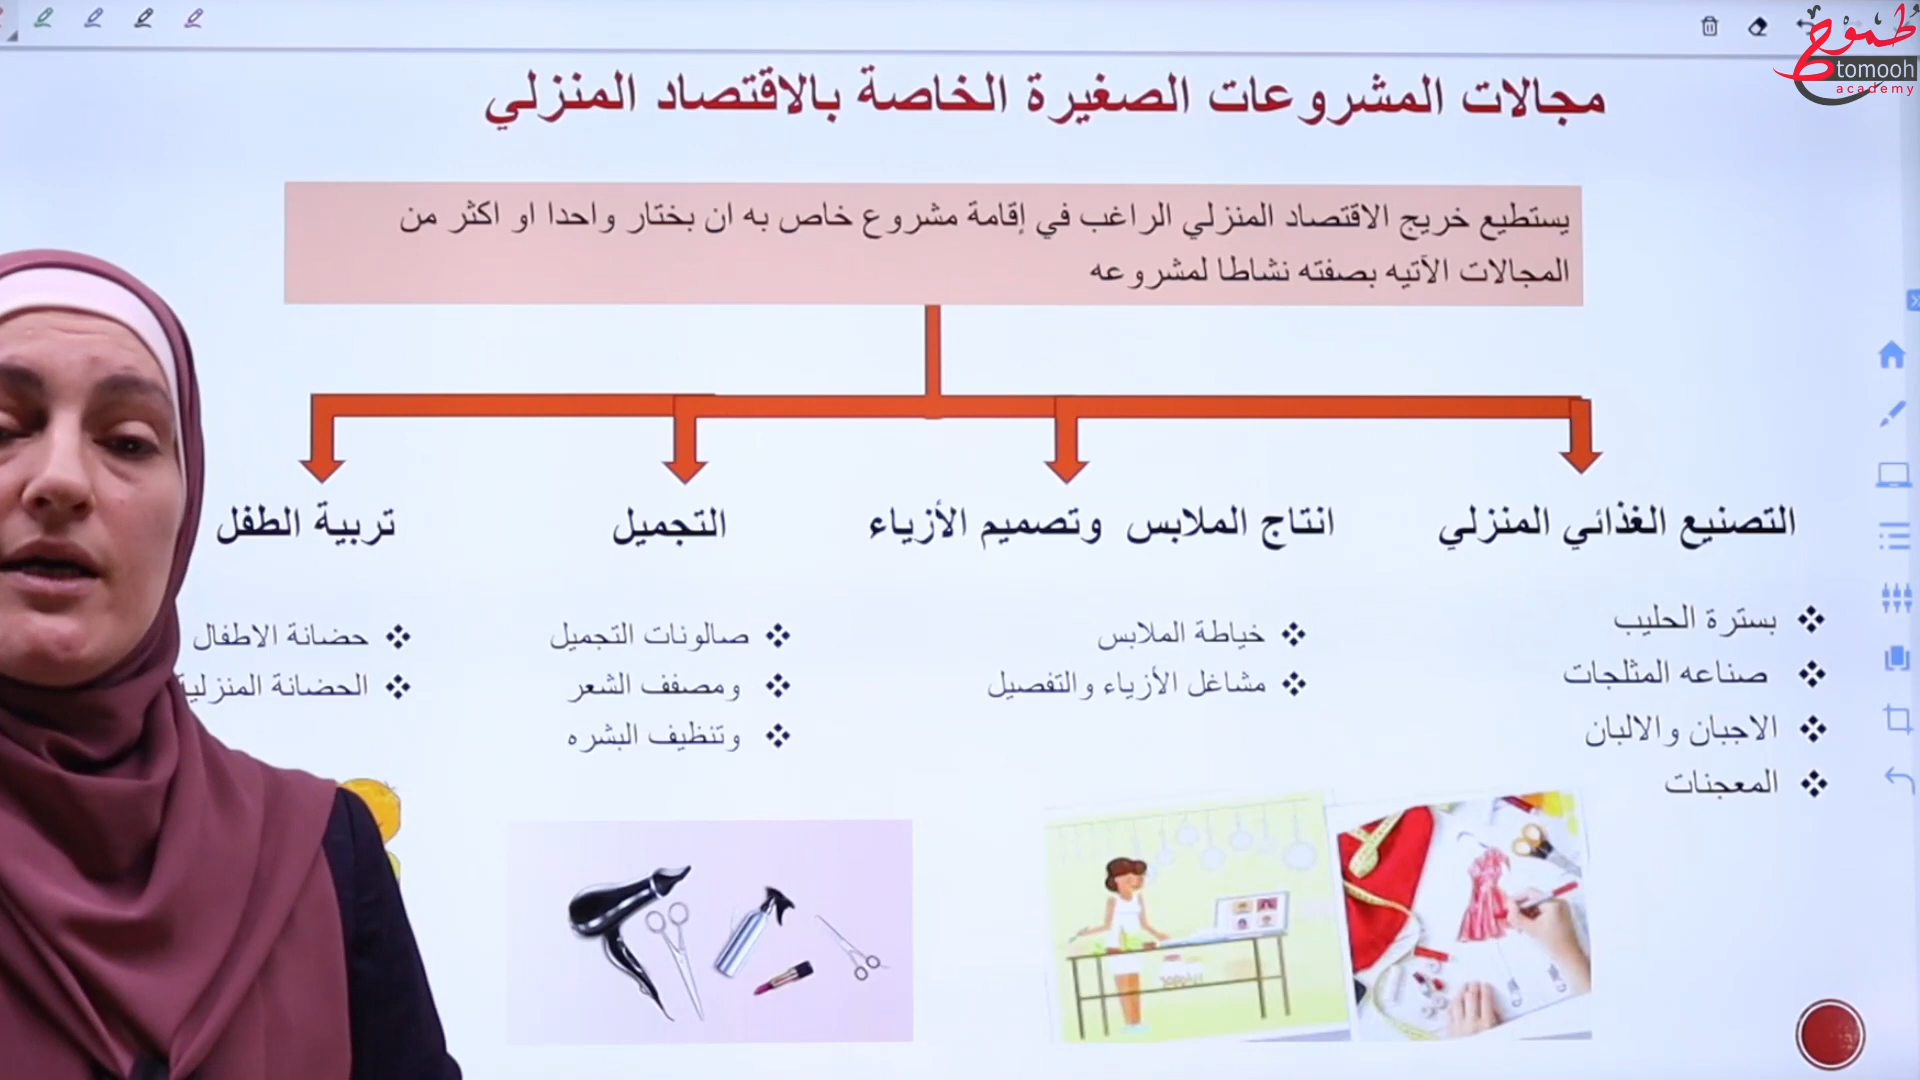 طموح
tomooh
academy
مجالات المشروعات الصغيرة الخاصة بالاقتصاد المنزلي
يستطيع خريج الاقتصاد المنزلي الراغب في إقامة مشروع خاص به ان بختار واحدا او اكثر من
المجالات الآتيه بصفته نشاطا لمشروعه
التصنيع الغذائي المنزلي
بسترة الحليب
صناعه المثلجات
الاجبان والالبان
المعجنات
انتاج الملابس وتصميم الأزياء
خياطة الملابس
مشاغل الأزياء والتفصيل
التجميل
صالونات التجميل
ومصفف الشعر
وتنظيف البشره
تربية الطفل
حضانة الاطفال
الحضانة المنزلية